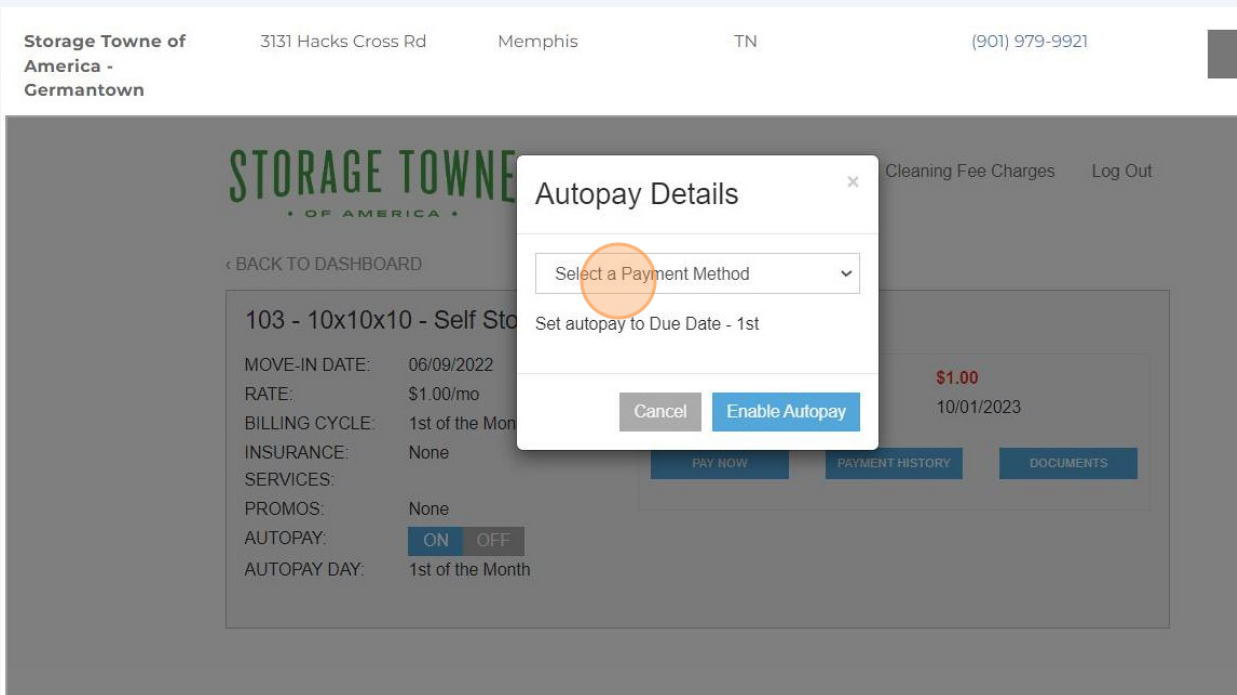 Storage Towne of America - Germantown
3131 Hacks Cross Rd
Memphis
TN
(901) 979-9921
STORAGE TOWNE
• OF AMERICA •
Cleaning Fee Charges
Log Out
‹ BACK TO DASHBOARD
Autopay Details
×
Select a Payment Method
Set autopay to Due Date - 1st
Cancel
Enable Autopay
103 - 10x10x10 - Self Sto
MOVE-IN DATE: 06/09/2022
RATE: $1.00/mo
BILLING CYCLE: 1st of the Mon
INSURANCE: None
SERVICES:
PROMOS: None
AUTOPAY: ON OFF
AUTOPAY DAY: 1st of the Month
$1.00
10/01/2023
PAY NOW
PAYMENT HISTORY
DOCUMENTS